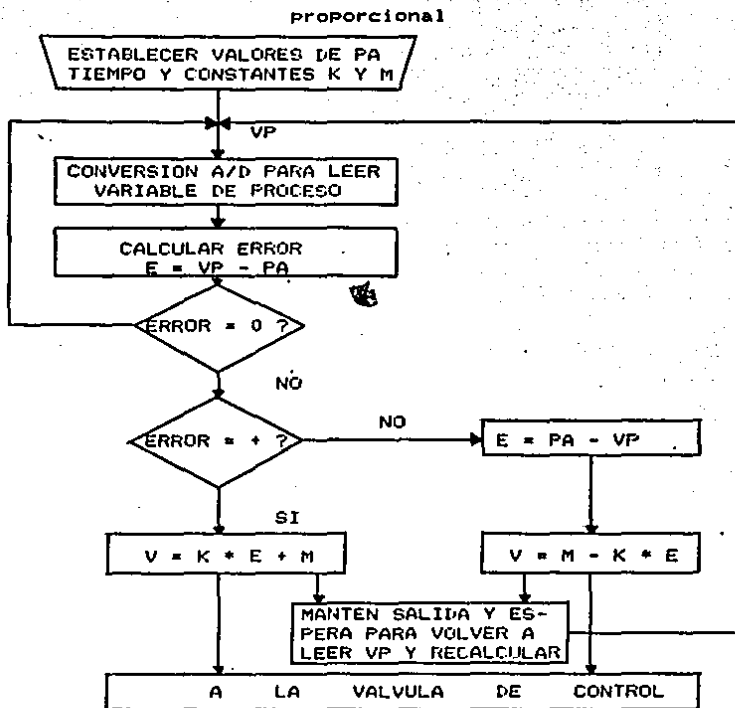 proporcional
ESTABLECER VALORES DE PA
TIEMPO Y CONSTANTES K Y M
VP
CONVERSION A/D PARA LEER
VARIABLE DE PROCESO
CALCULAR ERROR
E = VP - PA
ERROR = 0 ?
NO
ERROR = + ?
NO
E = PA - VP
SI
V = K * E + M
V = M - K * E
MANTEN SALIDA Y ES-
PERA PARA VOLVER A
LEER VP Y RECALCULAR
A LA VALVULA DE CONTROL